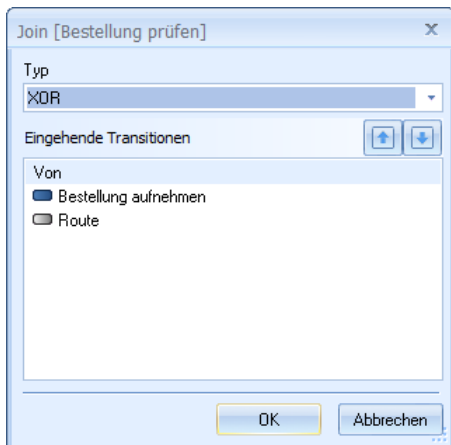 Join [Bestellung prüfen]
Typ
XOR
Eingehende Transitionen
Von
Bestellung aufnehmen
Route
OK
Abbrechen